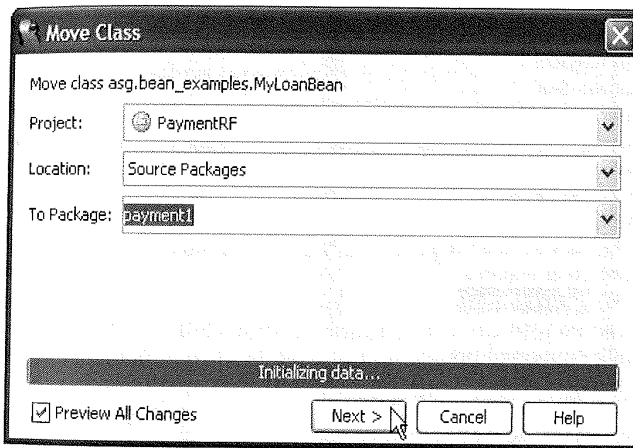 Move Class
Move class asg.bean_examples.MyLoanBean
Project: PaymentRF
Location: Source Packages
To Package: payment1
Initializing data...
Preview All Changes Next > Cancel Help